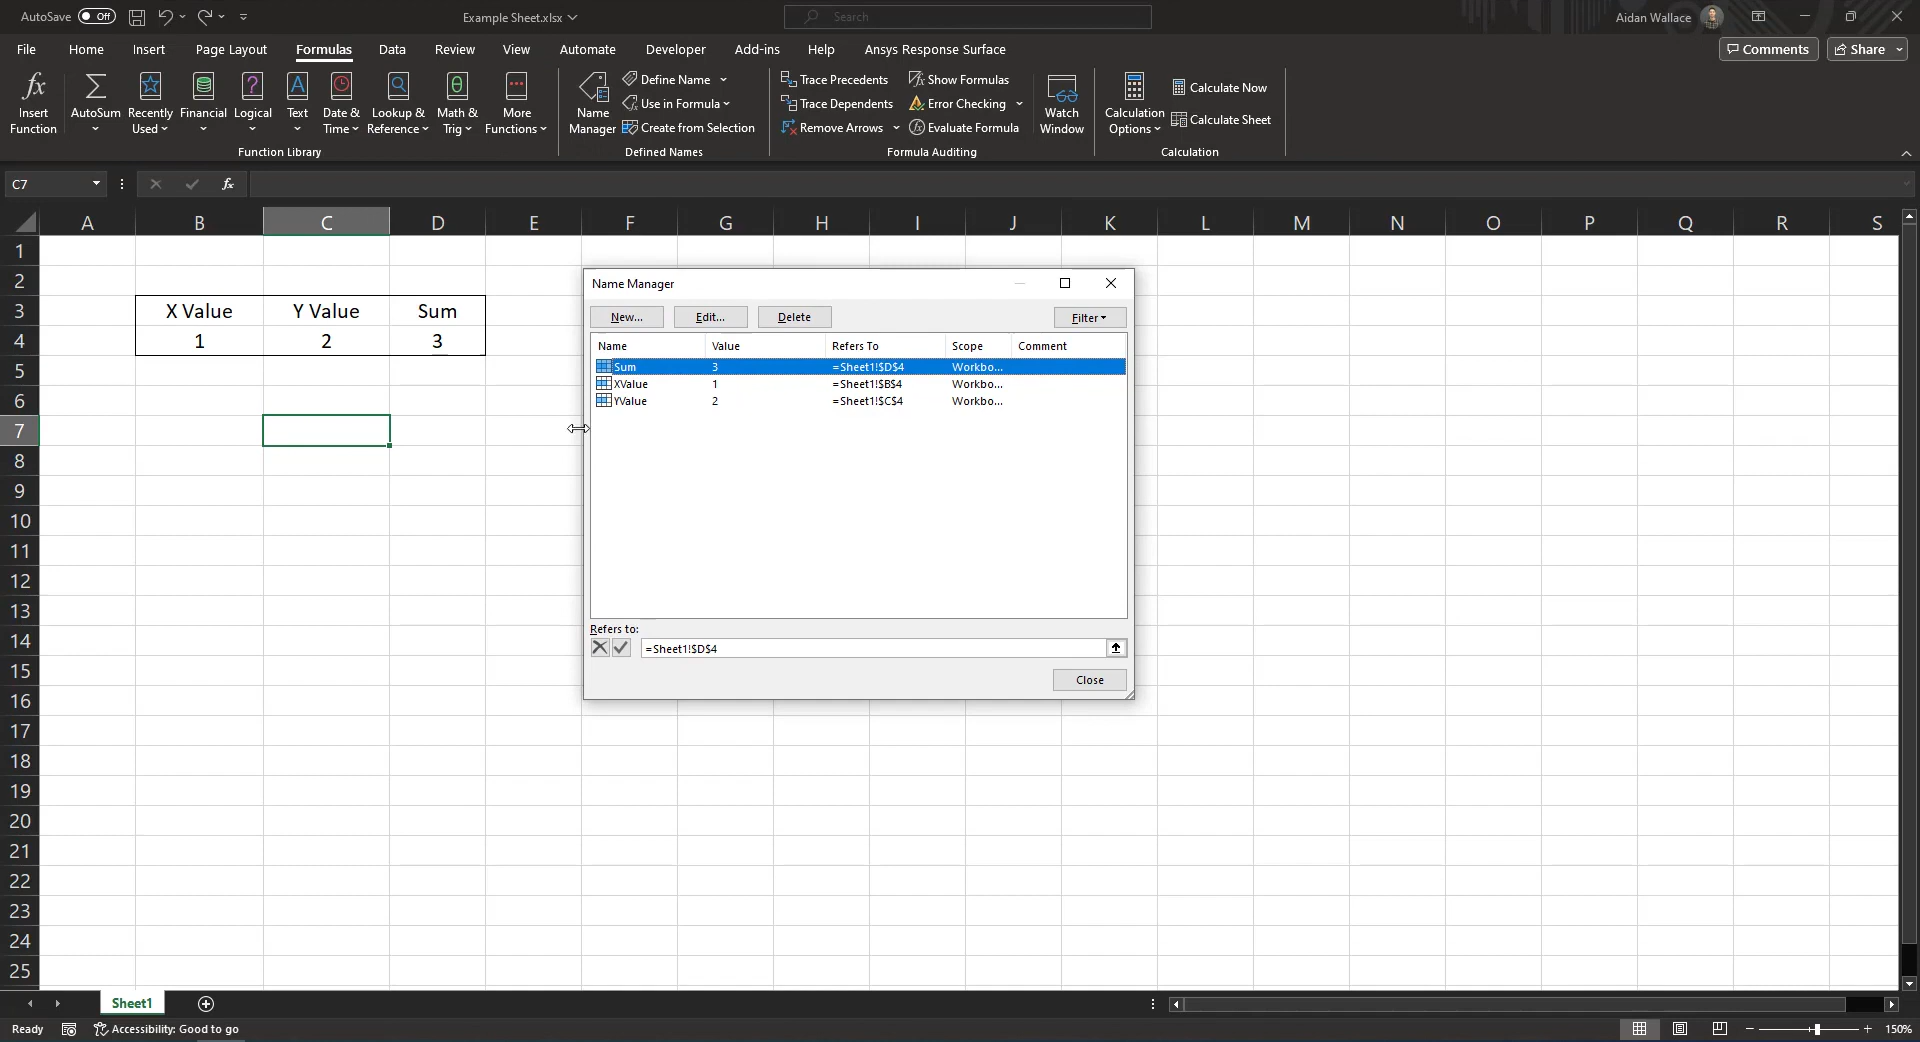 AutoSave Off Example Sheet.xlsx Search Aidan Wallace
File Home Insert Page Layout Formulas Data Review View Automate Developer Add-ins Help Ansys Response Surface Comments Share
Insert Function
AutoSum
Recently Used
Financial
Logical
Text
Date & Time
Lookup & Reference
Math & Trig
More Functions
Function Library
Name Manager
Define Name
Use in Formula
Create from Selection
Defined Names
Trace Precedents
Trace Dependents
Remove Arrows
Show Formulas
Error Checking
Evaluate Formula
Formula Auditing
Watch Window
Calculation Options
Calculate Now
Calculate Sheet
Calculation
C7 fx
A B C D E F G H I J K L M N O P Q R S
1
2
3 X Value Y Value Sum
4 1 2 3
5
6
7
8
9
10
11
12
13
14
15
16
17
18
19
20
21
22
23
24
25
Name Manager
New... Edit... Delete Filter
Name Value Refers To Scope Comment
Sum 3 =Sheet1!$D$4 Workbo...
XValue 1 =Sheet1!$B$4 Workbo...
YValue 2 =Sheet1!$C$4 Workbo...
Refers to:
=Sheet1!$D$4
Close
Sheet1
Ready Accessibility: Good to go 150%